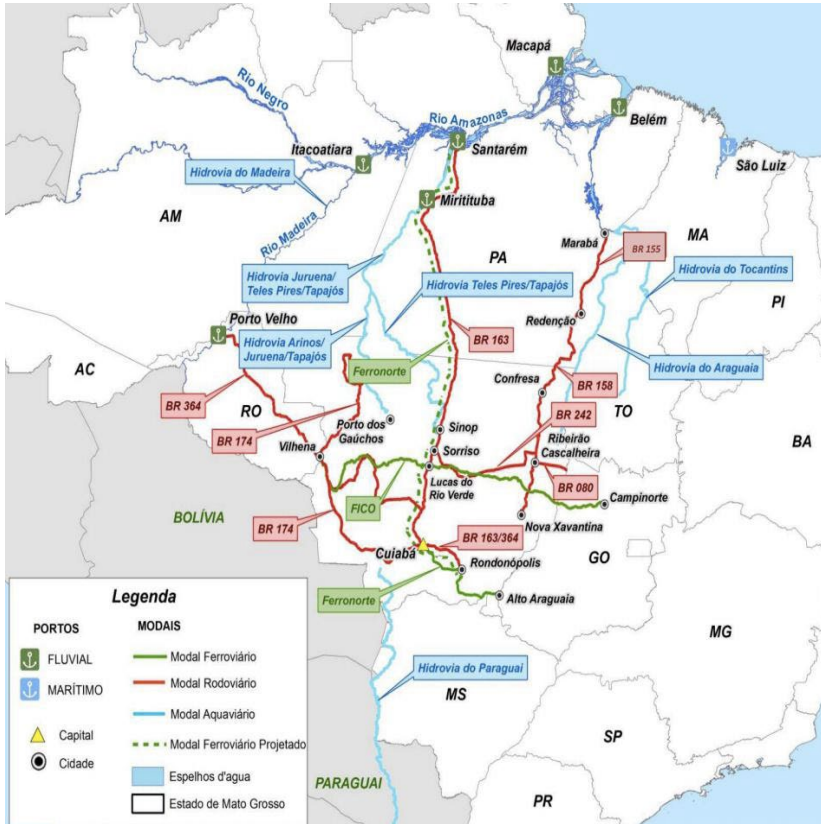 Macapá
Rio Negro
Belém
Rio Amazonas
Itacoatiara
Santarém
São Luiz
Hidrovia do Madeira
Miritituba
AM
Rio Madeira
Marabá
MA
BR 155
PA
Hidrovia Juruena/
Teles Pires/Tapajós
Hidrovia Teles Pires/Tapajós
Hidrovia do Tocantins
PI
Porto Velho
Redenção
Hidrovia Arinos/
Juruena/Tapajós
BR 163
AC
Ferronorte
Hidrovia do Araguaia
Confresa
BR 158
BR 364
RO
BR 242
TO
Porto dos
Gaúchos
Sinop
BR 174
Sorriso
Ribeirão
Cascalheira
BA
Vilhena
Lucas do
Rio Verde
BR 080
Campinorte
FICO
BOLÍVIA
Nova Xavantina
BR 174
BR 163/364
Cuiabá
GO
Rondonópolis
Ferronorte
Alto Araguaia
Legenda
PORTOS
MODAIS
FLUVIAL
Modal Ferroviário
MARÍTIMO
Modal Rodoviário
Modal Aquaviário
Capital
Modal Ferroviário Projetado
Cidade
Espelhos d'agua
Estado de Mato Grosso
MG
Hidrovia do Paraguai
MS
SP
PARAGUAI
PR